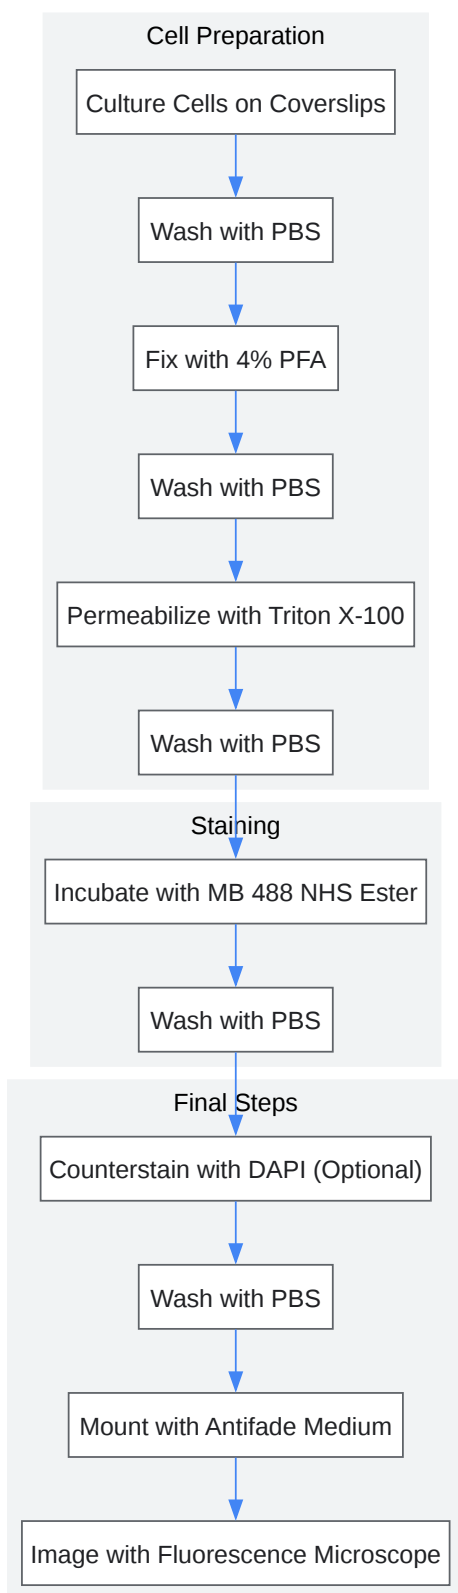 Cell Preparation
Culture Cells on Coverslips
Wash with PBS
Fix with 4% PFA
Wash with PBS
Permeabilize with Triton X-100
Wash with PBS
Staining
Incubate with MB 488 NHS Ester
Wash with PBS
Final Steps
Counterstain with DAPI (Optional)
Wash with PBS
Mount with Antifade Medium
Image with Fluorescence Microscope